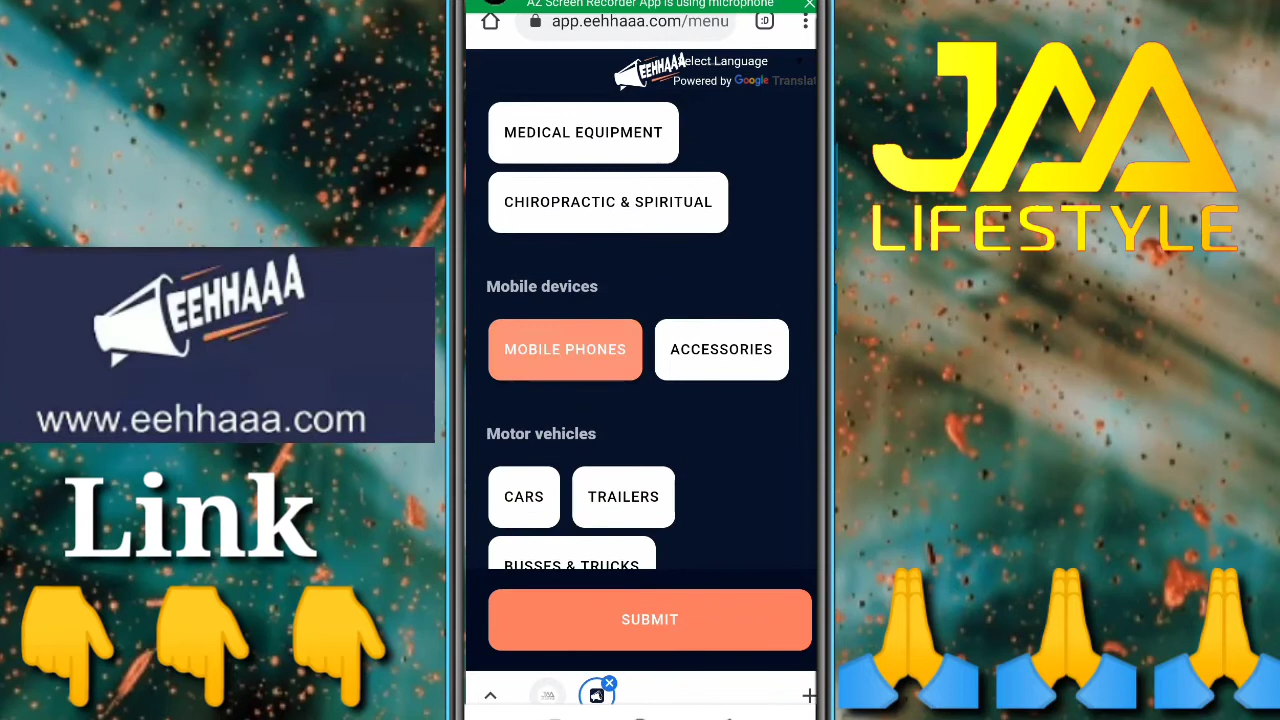 AZ Screen Recorder App is using microphone
app.eehhaaa.com/menu
:D
EEHHAAA
Select Language
Powered by Google Translat
MEDICAL EQUIPMENT
CHIROPRACTIC & SPIRITUAL
Mobile devices
MOBILE PHONES
ACCESSORIES
Motor vehicles
CARS
TRAILERS
BUSSES & TRUCKS
SUBMIT
EEHHAAA
www.eehhaaa.com
Link
JAA
LIFESTYLE